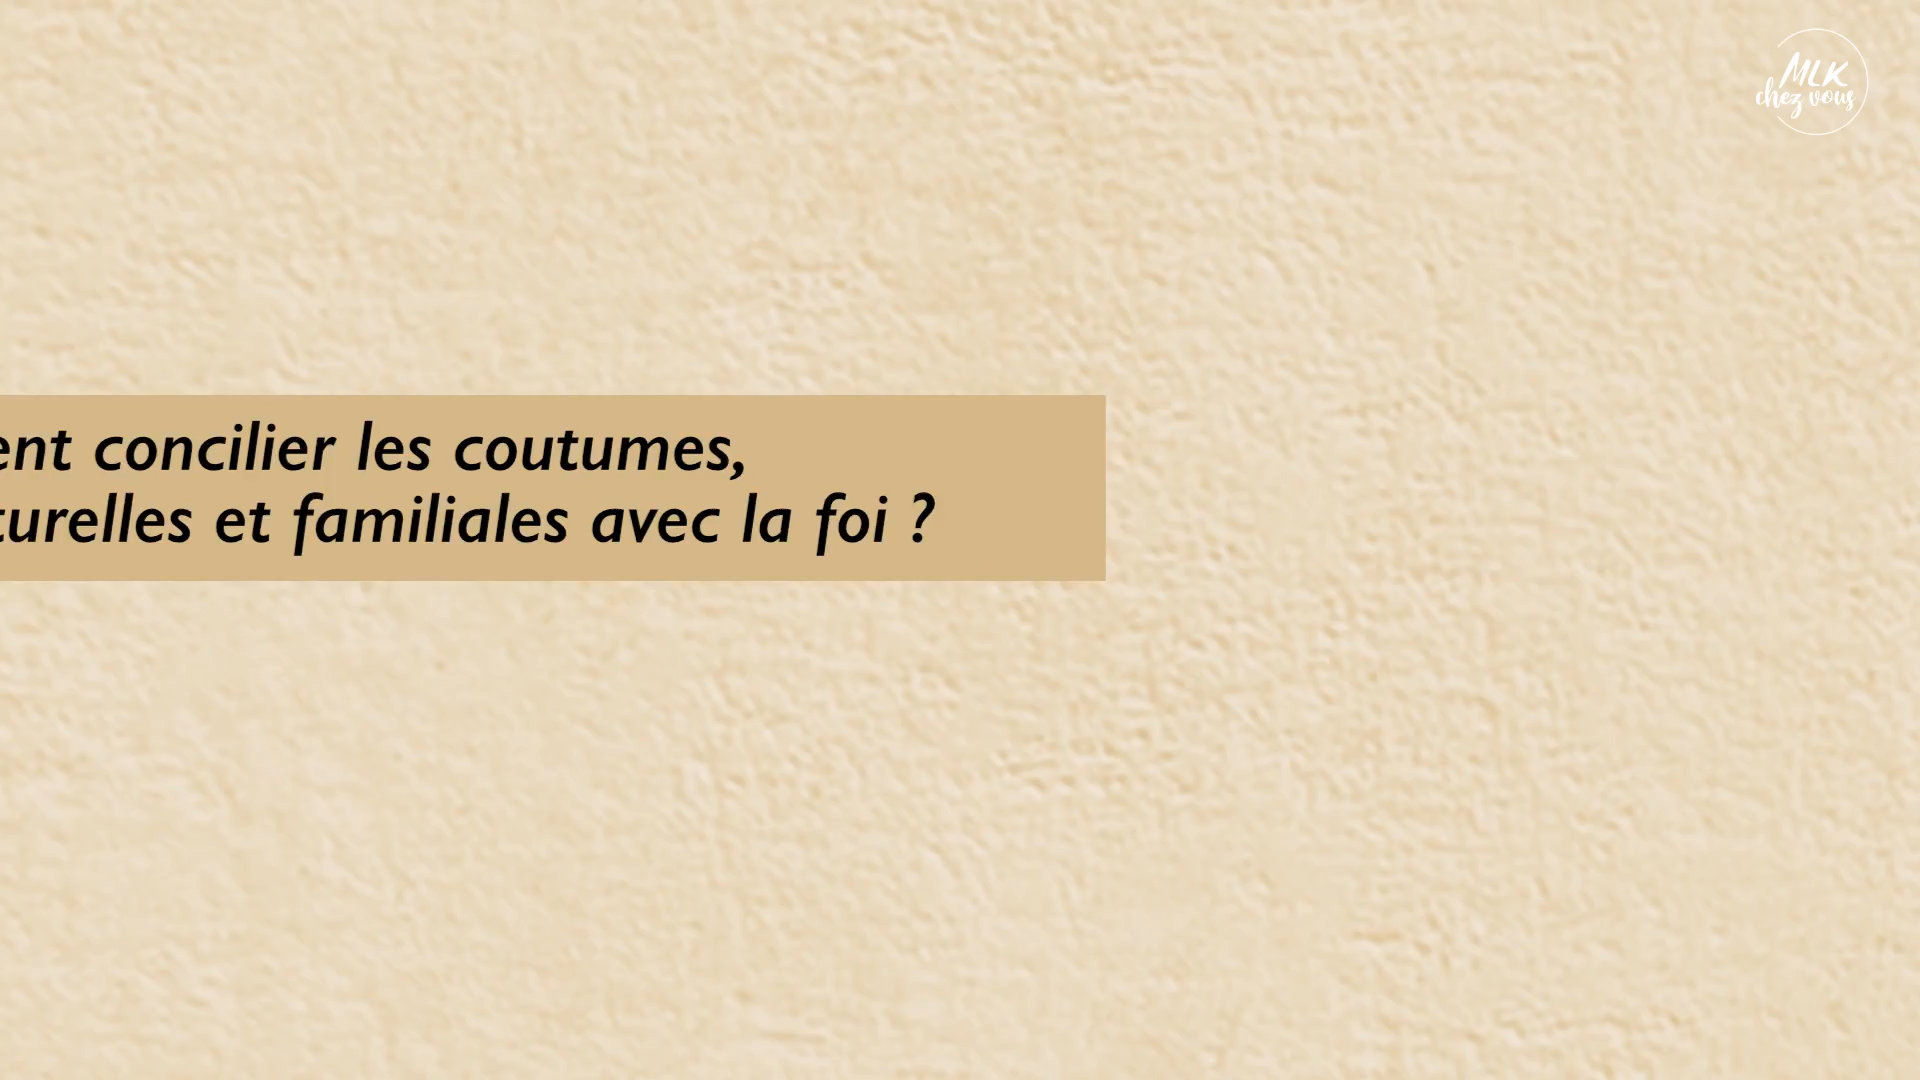 MLK
chez vous
ent concilier les coutumes,
turelles et familiales avec la foi ?